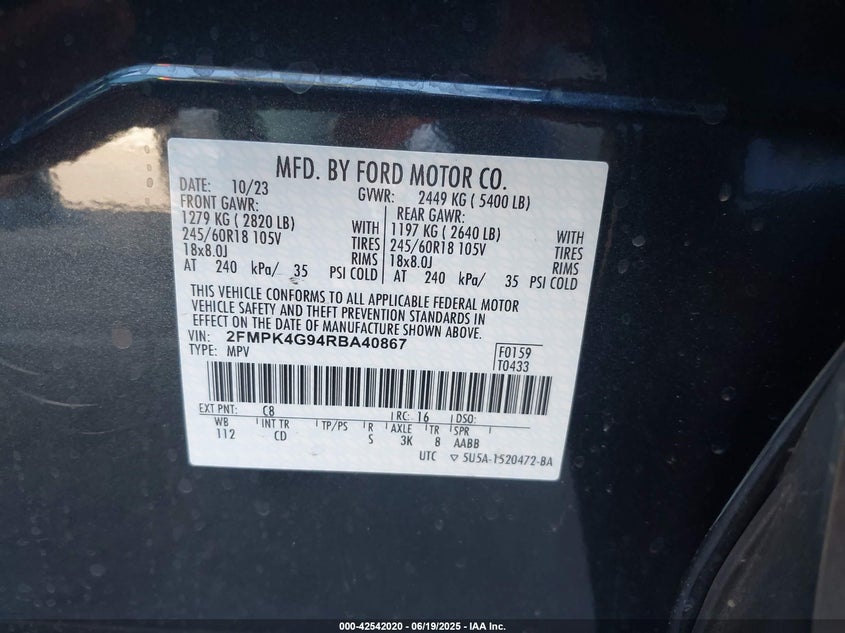 MFD. BY FORD MOTOR CO.
DATE: 10/23 GVWR: 2449 KG ( 5400 LB)
FRONT GAWR: REAR GAWR:
1279 KG ( 2820 LB) WITH 1197 KG ( 2640 LB) WITH
245/60R18 105V TIRES 245/60R18 105V TIRES
18x8.0J RIMS 18x8.0J RIMS
AT 240 kPa/ 35 PSI COLD AT 240 kPa/ 35 PSI COLD
THIS VEHICLE CONFORMS TO ALL APPLICABLE FEDERAL MOTOR
VEHICLE SAFETY AND THEFT PREVENTION STANDARDS IN
EFFECT ON THE DATE OF MANUFACTURE SHOWN ABOVE.
VIN: 2FMPK4G94RBA40867
TYPE: MPV
F0159
T0433
EXT PNT: C8 RC: 16 DSO:
WB INT TR TP/PS R AXLE TR SPR
112 CD S 3K 8 AABB
UTC ▽ 5U5A-1520472-BA
000-42542020 - 06/19/2025 - IAA Inc.